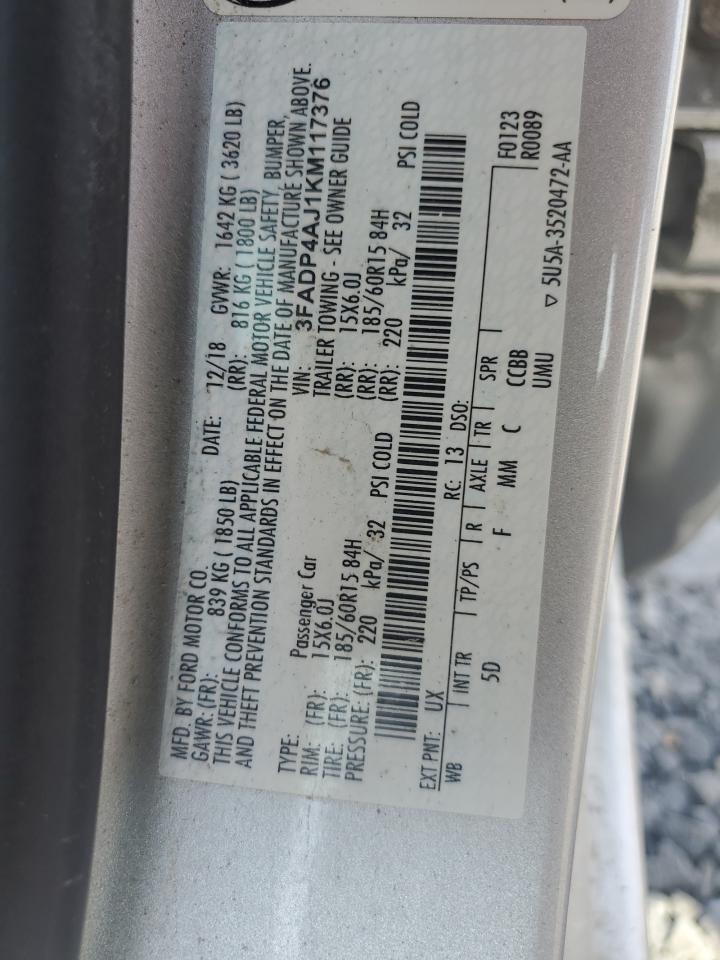 MFD. BY FORD MOTOR CO.
DATE: 12/18 GVWR: 1642 KG ( 3620 LB)
GAWR: (FR): 839 KG ( 1850 LB) (RR): 816 KG ( 1800 LB)
THIS VEHICLE CONFORMS TO ALL APPLICABLE FEDERAL MOTOR VEHICLE SAFETY, BUMPER,
AND THEFT PREVENTION STANDARDS IN EFFECT ON THE DATE OF MANUFACTURE SHOWN ABOVE.
VIN: 3FADP4AJ1KM117376
TYPE: Passenger Car TRAILER TOWING - SEE OWNER GUIDE
RIM: (FR): 15X6.0J (RR): 15X6.0J
TIRE: (FR): 185/60R15 84H (RR): 185/60R15 84H
PRESSURE: (FR): 220 kPa/ 32 PSI COLD (RR): 220 kPa/ 32 PSI COLD
EXT PNT: UX RC: 13 DSO: F0123
R0089
WB INT TR TP/PS R AXLE TR SPR
5D F MM C CCBB
UMU
▽ 5U5A-3520472-AA